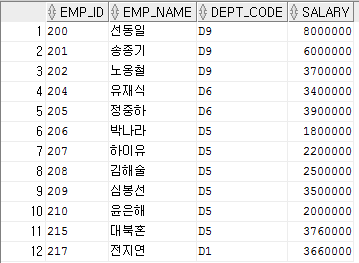 EMP_ID EMP_NAME DEPT_CODE SALARY
1 200 선동일 D9 8000000
2 201 송종기 D9 6000000
3 202 노옹철 D9 3700000
4 204 유재식 D6 3400000
5 205 정중하 D6 3900000
6 206 박나라 D5 1800000
7 207 하이유 D5 2200000
8 208 김해술 D5 2500000
9 209 심봉선 D5 3500000
10 210 윤은해 D5 2000000
11 215 대북혼 D5 3760000
12 217 전지연 D1 3660000